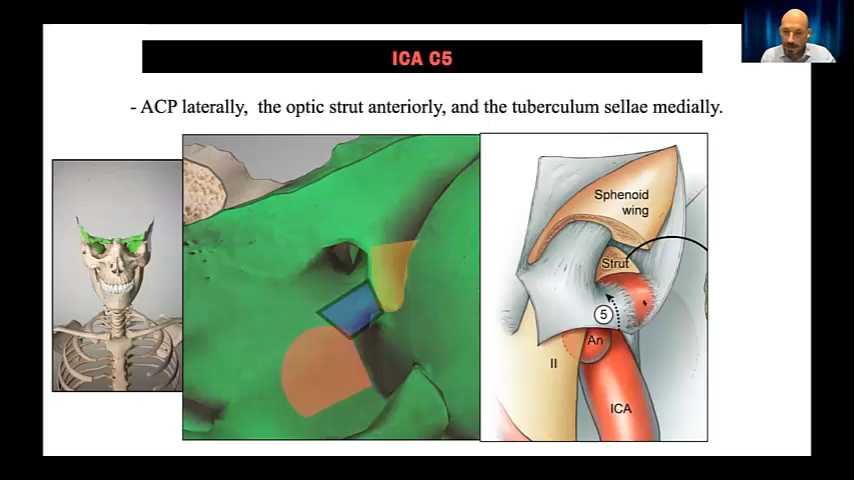 ICA C5
- ACP laterally, the optic strut anteriorly, and the tuberculum sellae medially.
Sphenoid
wing
Strut
5
An
II
ICA